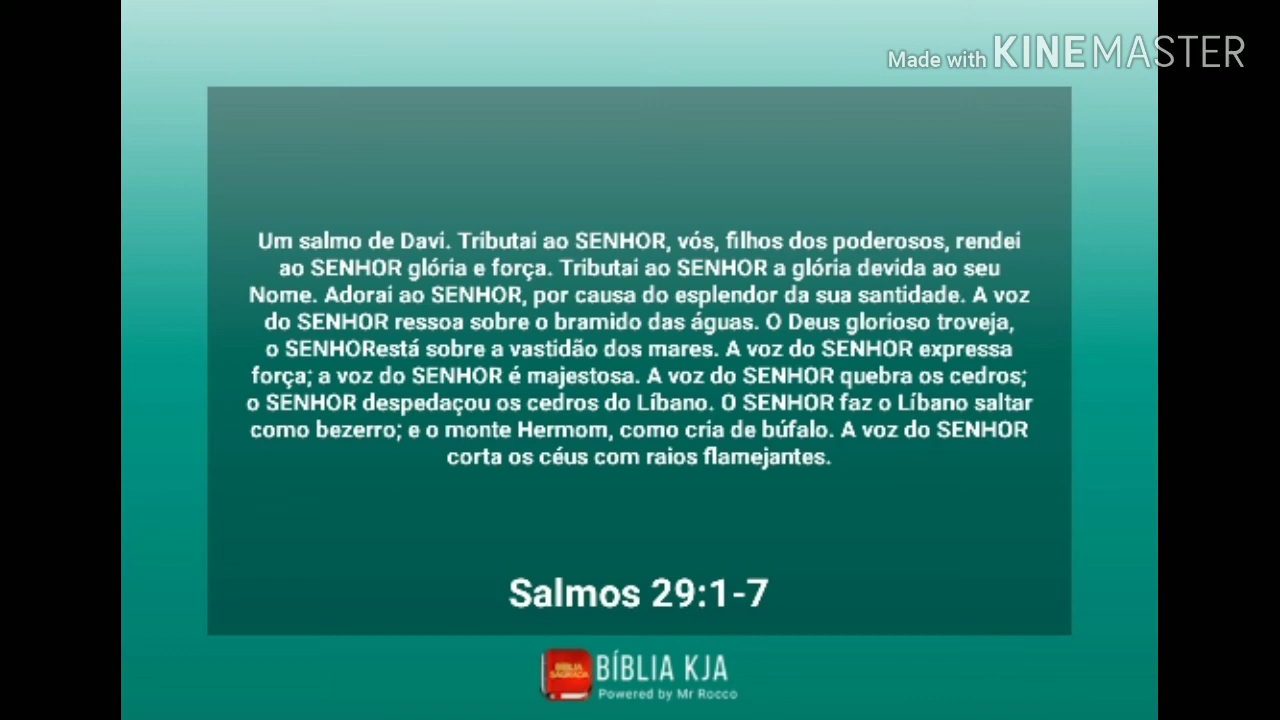 Made with KINEMASTER
Um salmo de Davi. Tributai ao SENHOR, vós, filhos dos poderosos, rendei
ao SENHOR glória e força. Tributai ao SENHOR a glória devida ao seu
Nome. Adorai ao SENHOR, por causa do esplendor da sua santidade. A voz
do SENHOR ressoa sobre o bramido das águas. O Deus glorioso troveja,
o SENHORestá sobre a vastidão dos mares. A voz do SENHOR expressa
força; a voz do SENHOR é majestosa. A voz do SENHOR quebra os cedros;
o SENHOR despedaçou os cedros do Líbano. O SENHOR faz o Líbano saltar
como bezerro; e o monte Hermom, como cria de búfalo. A voz do SENHOR
corta os céus com raios flamejantes.
Salmos 29:1-7
BÍBLIA SAGRADA
BÍBLIA KJA
Powered by Mr Rocco